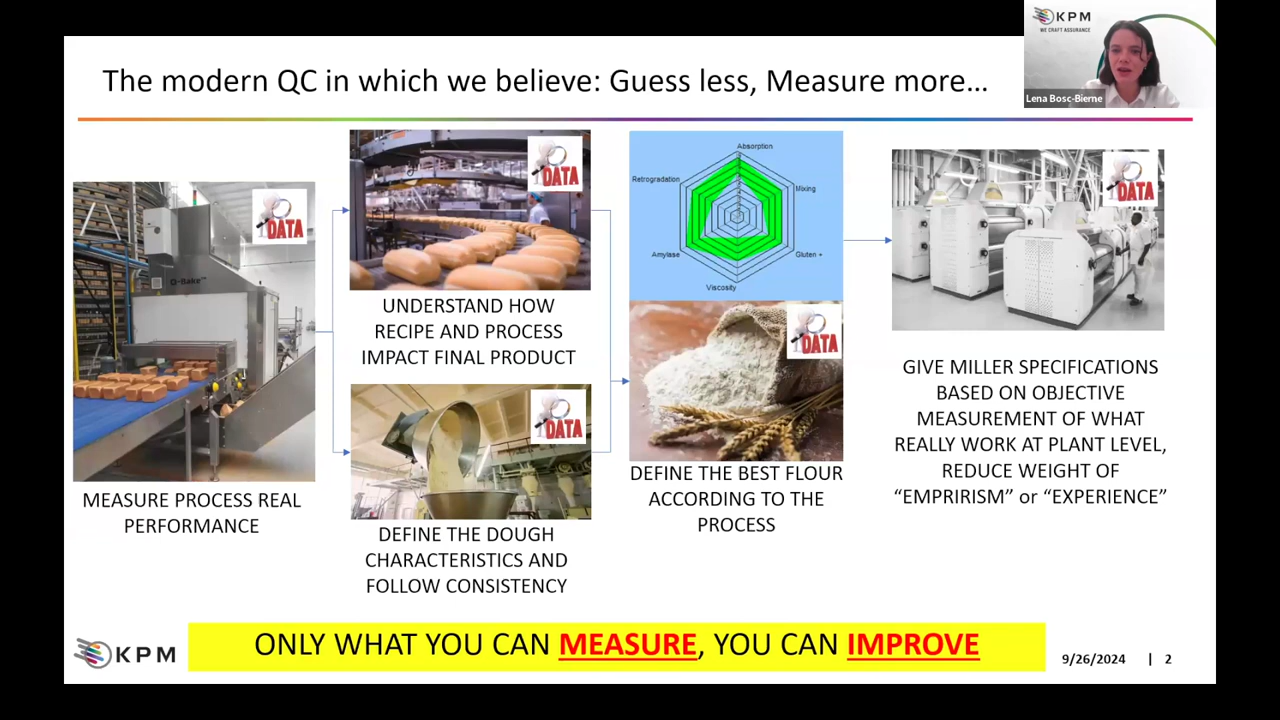 KPM
WE CRAFT ASSURANCE
Lena Bosc-Bierne
The modern QC in which we believe: Guess less, Measure more…
DATA
Q-Bake™
MEASURE PROCESS REAL
PERFORMANCE
DATA
UNDERSTAND HOW
RECIPE AND PROCESS
IMPACT FINAL PRODUCT
DATA
DEFINE THE DOUGH
CHARACTERISTICS AND
FOLLOW CONSISTENCY
Absorption
Retrogradation
Mixing
Amylase
Gluten +
Viscosity
DATA
DEFINE THE BEST FLOUR
ACCORDING TO THE
PROCESS
DATA
GIVE MILLER SPECIFICATIONS
BASED ON OBJECTIVE
MEASUREMENT OF WHAT
REALLY WORK AT PLANT LEVEL,
REDUCE WEIGHT OF
“EMPRIRISM” or “EXPERIENCE”
KPM
ONLY WHAT YOU CAN MEASURE, YOU CAN IMPROVE
9/26/2024 | 2